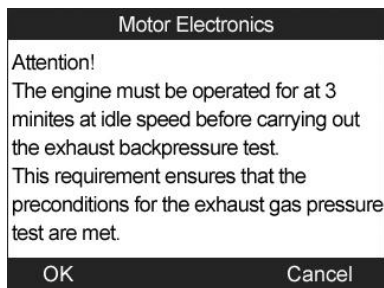 Motor Electronics
Attention!
The engine must be operated for at 3
minites at idle speed before carrying out
the exhaust backpressure test.
This requirement ensures that the
preconditions for the exhaust gas pressure
test are met.
OK Cancel